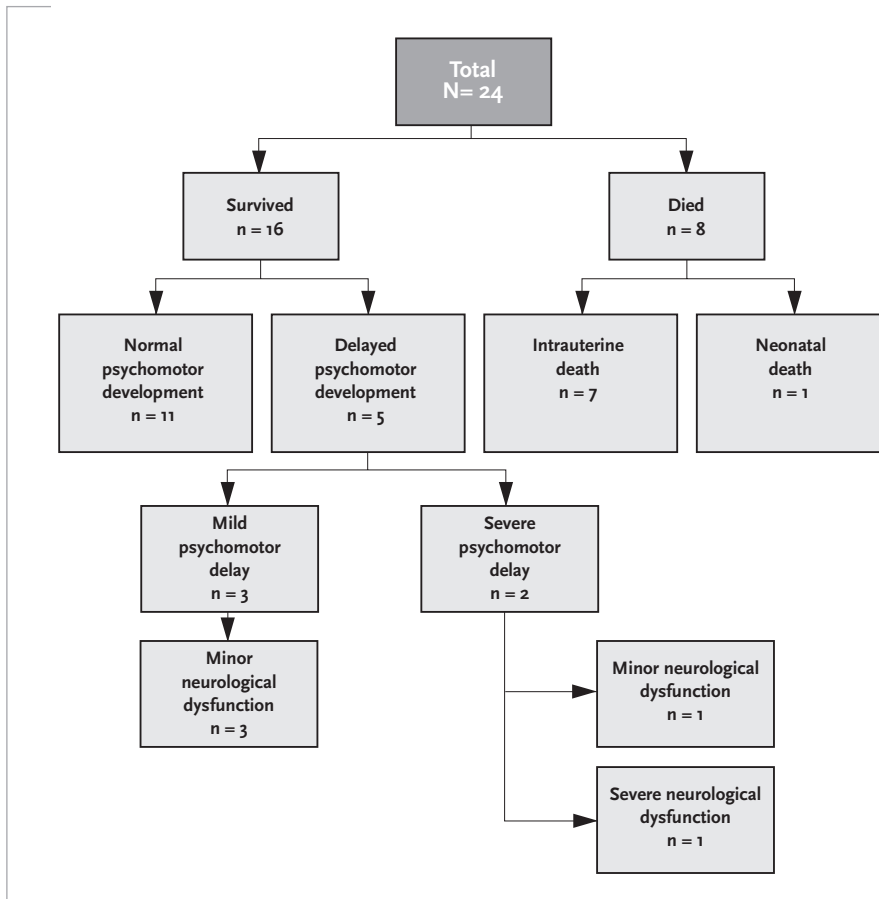 Total
N= 24
Survived
n = 16
Died
n = 8
Normal
psychomotor
development
n = 11
Delayed
psychomotor
development
n = 5
Intrauterine
death
n = 7
Neonatal
death
n = 1
Mild
psychomotor
delay
n = 3
Severe
psychomotor
delay
n = 2
Minor
neurological
dysfunction
n = 3
Minor neurological
dysfunction
n = 1
Severe neurological
dysfunction
n = 1